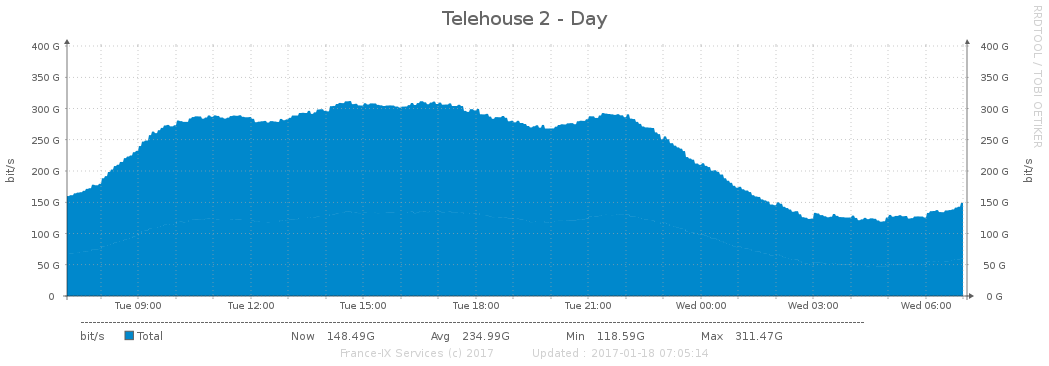 Telehouse 2 - Day
RRDTOOL / TOBI OETIKER
bit/s
400 G 400 G
350 G 350 G
300 G 300 G
250 G 250 G
200 G 200 G
150 G 150 G
100 G 100 G
50 G 50 G
0 0 G
bit/s
Tue 09:00 Tue 12:00 Tue 15:00 Tue 18:00 Tue 21:00 Wed 00:00 Wed 03:00 Wed 06:00
bit/s Total Now 148.49G Avg 234.99G Min 118.59G Max 311.47G
France-IX Services (c) 2017 Updated : 2017-01-18 07:05:14